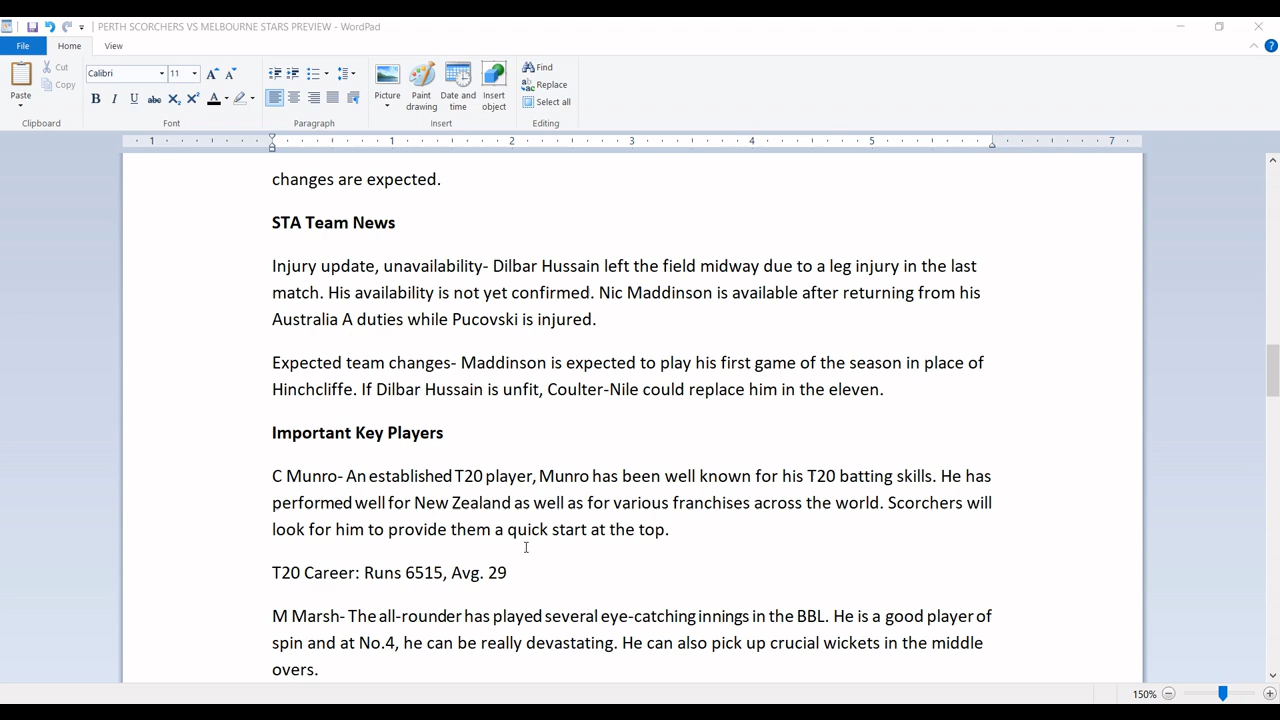 PERTH SCORCHERS VS MELBOURNE STARS PREVIEW - WordPad
File Home View
Paste
Cut
Copy
Clipboard
Calibri 11
Font
Paragraph
Picture
Paint drawing
Date and time
Insert object
Insert
Find
Replace
Select all
Editing
1 1 2 3 4 5 7
changes are expected.
STA Team News
Injury update, unavailability- Dilbar Hussain left the field midway due to a leg injury in the last
match. His availability is not yet confirmed. Nic Maddinson is available after returning from his
Australia A duties while Pucovski is injured.
Expected team changes- Maddinson is expected to play his first game of the season in place of
Hinchcliffe. If Dilbar Hussain is unfit, Coulter-Nile could replace him in the eleven.
Important Key Players
C Munro- An established T20 player, Munro has been well known for his T20 batting skills. He has
performed well for New Zealand as well as for various franchises across the world. Scorchers will
look for him to provide them a quick start at the top.
T20 Career: Runs 6515, Avg. 29
M Marsh- The all-rounder has played several eye-catching innings in the BBL. He is a good player of
spin and at No.4, he can be really devastating. He can also pick up crucial wickets in the middle
overs.
150%